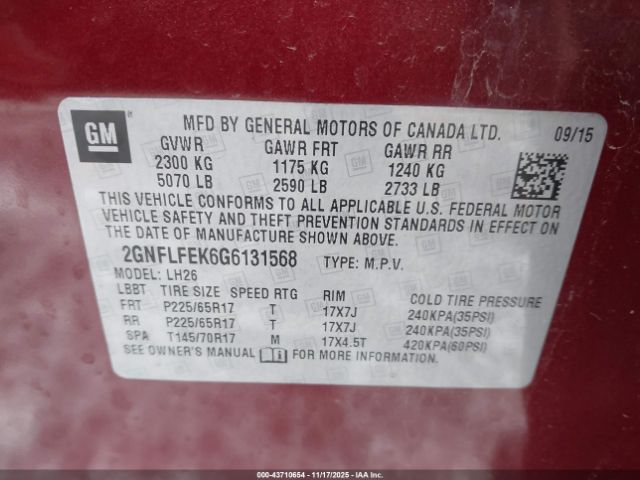 GM
MFD BY GENERAL MOTORS OF CANADA LTD. 09/15
GVWR GAWR FRT GAWR RR
2300 KG 1175 KG 1240 KG
5070 LB 2590 LB 2733 LB
THIS VEHICLE CONFORMS TO ALL APPLICABLE U.S. FEDERAL MOTOR
VEHICLE SAFETY AND THEFT PREVENTION STANDARDS IN EFFECT ON
THE DATE OF MANUFACTURE SHOWN ABOVE.
2GNFLFEK6G6131568 TYPE: M.P.V.
MODEL: LH26
LBBT TIRE SIZE SPEED RTG RIM COLD TIRE PRESSURE
FRT P225/65R17 T 17X7J 240KPA(35PSI)
RR P225/65R17 T 17X7J 240KPA(35PSI)
SPA T145/70R17 M 17X4.5T 420KPA(60PSI)
SEE OWNER'S MANUAL FOR MORE INFORMATION.
00-43710654 - 11/17/2025 - IAA Inc.